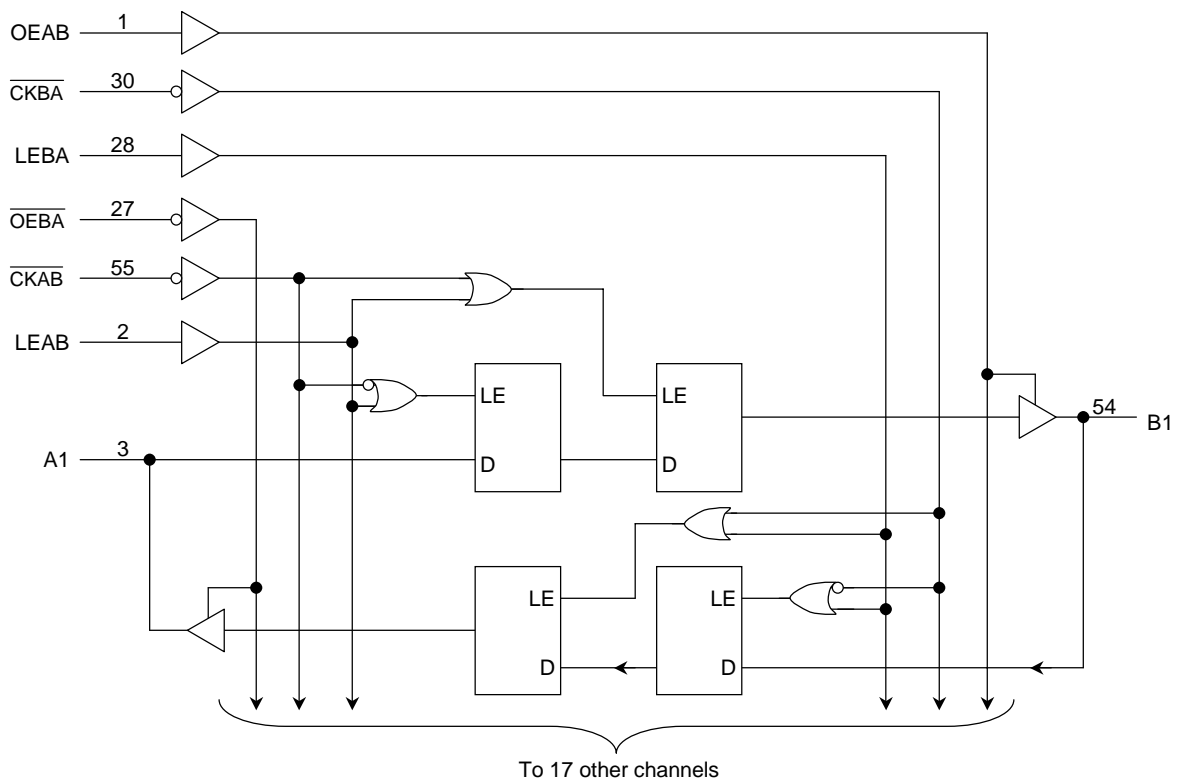 OEAB 1
CKBA 30
LEBA 28
OEBA 27
CKAB 55
LEAB 2
LE LE
54 B1
A1 3 D D
LE LE
D D
To 17 other channels